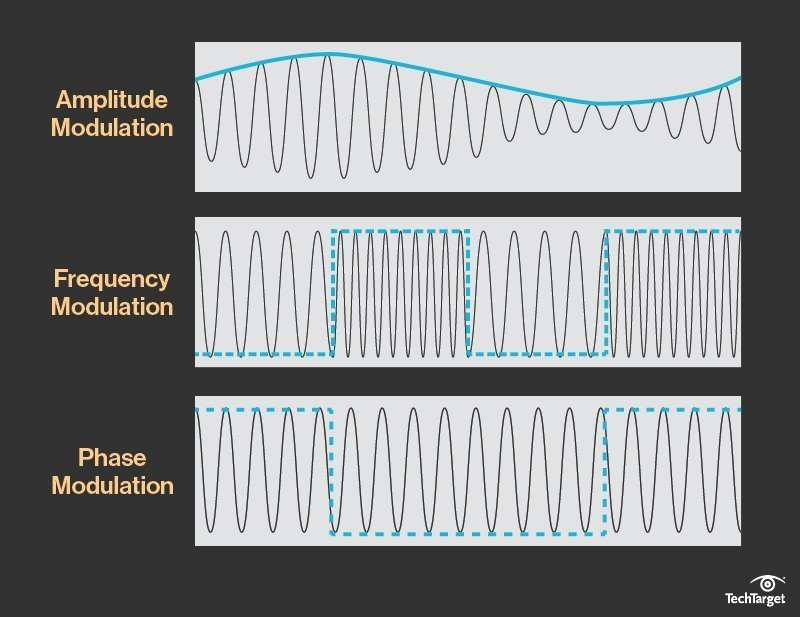 Amplitude
Modulation
Frequency
Modulation
Phase
Modulation
TechTarget